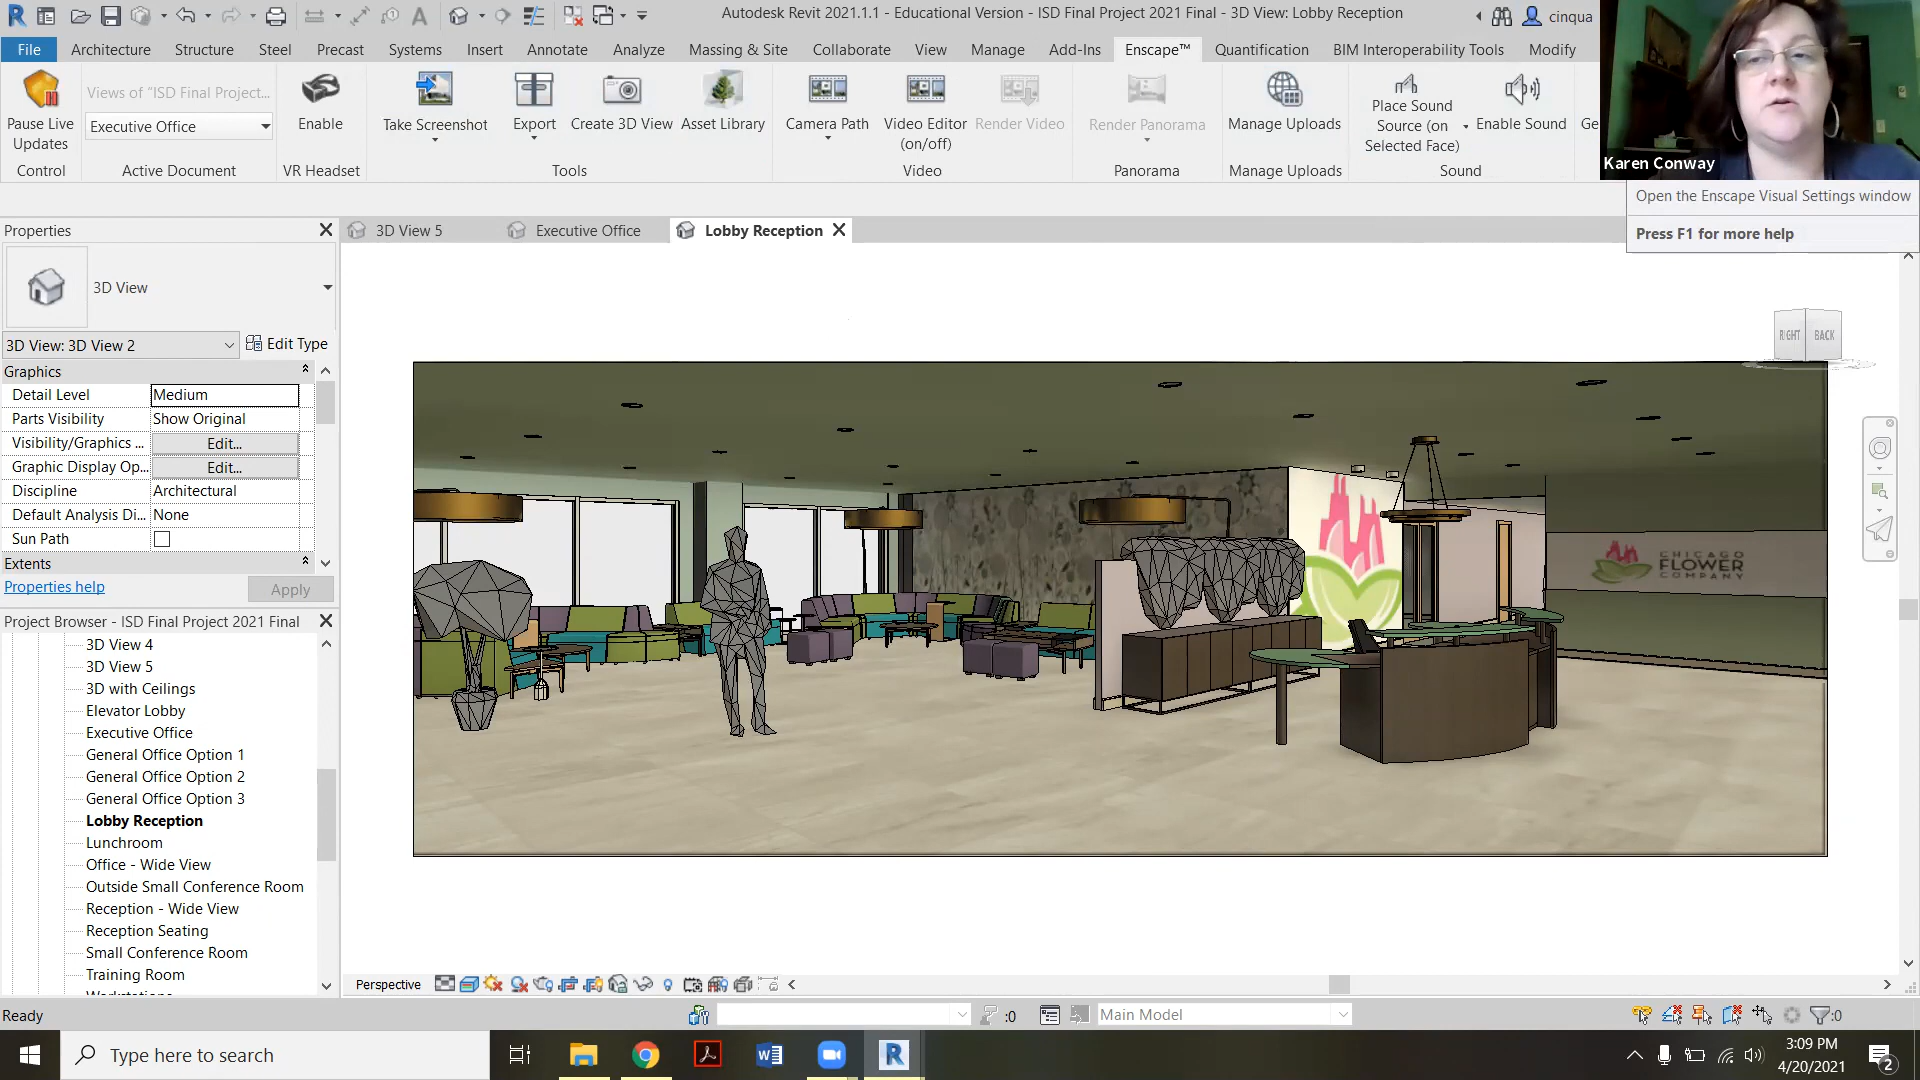 Autodesk Revit 2021.1.1 - Educational Version - ISD Final Project 2021 Final - 3D View: Lobby Reception
cinqua
File
Architecture
Structure
Steel
Precast
Systems
Insert
Annotate
Analyze
Massing & Site
Collaborate
View
Manage
Add-Ins
Enscape™
Quantification
BIM Interoperability Tools
Modify
Pause Live
Updates
Control
Views of "ISD Final Project...
Executive Office
Active Document
Enable
VR Headset
Take Screenshot
Export
Create 3D View
Asset Library
Tools
Camera Path
Video Editor
(on/off)
Render Video
Video
Render Panorama
Panorama
Manage Uploads
Manage Uploads
Place Sound
Source (on
Selected Face)
Enable Sound
Sound
Ge
Karen Conway
Open the Enscape Visual Settings window
Press F1 for more help
Properties
3D View 5
Executive Office
Lobby Reception
3D View
3D View: 3D View 2
Edit Type
Graphics
Detail Level
Medium
Parts Visibility
Show Original
Visibility/Graphics ...
Edit...
Graphic Display Op...
Edit...
Discipline
Architectural
Default Analysis Di...
None
Sun Path
Extents
Properties help
Apply
RIGHT
BACK
CHICAGO
FLOWER
COMPANY
Project Browser - ISD Final Project 2021 Final
3D View 4
3D View 5
3D with Ceilings
Elevator Lobby
Executive Office
General Office Option 1
General Office Option 2
General Office Option 3
Lobby Reception
Lunchroom
Office - Wide View
Outside Small Conference Room
Reception - Wide View
Reception Seating
Small Conference Room
Training Room
Perspective
Ready
:0
Main Model
:0
Type here to search
3:09 PM
4/20/2021
2